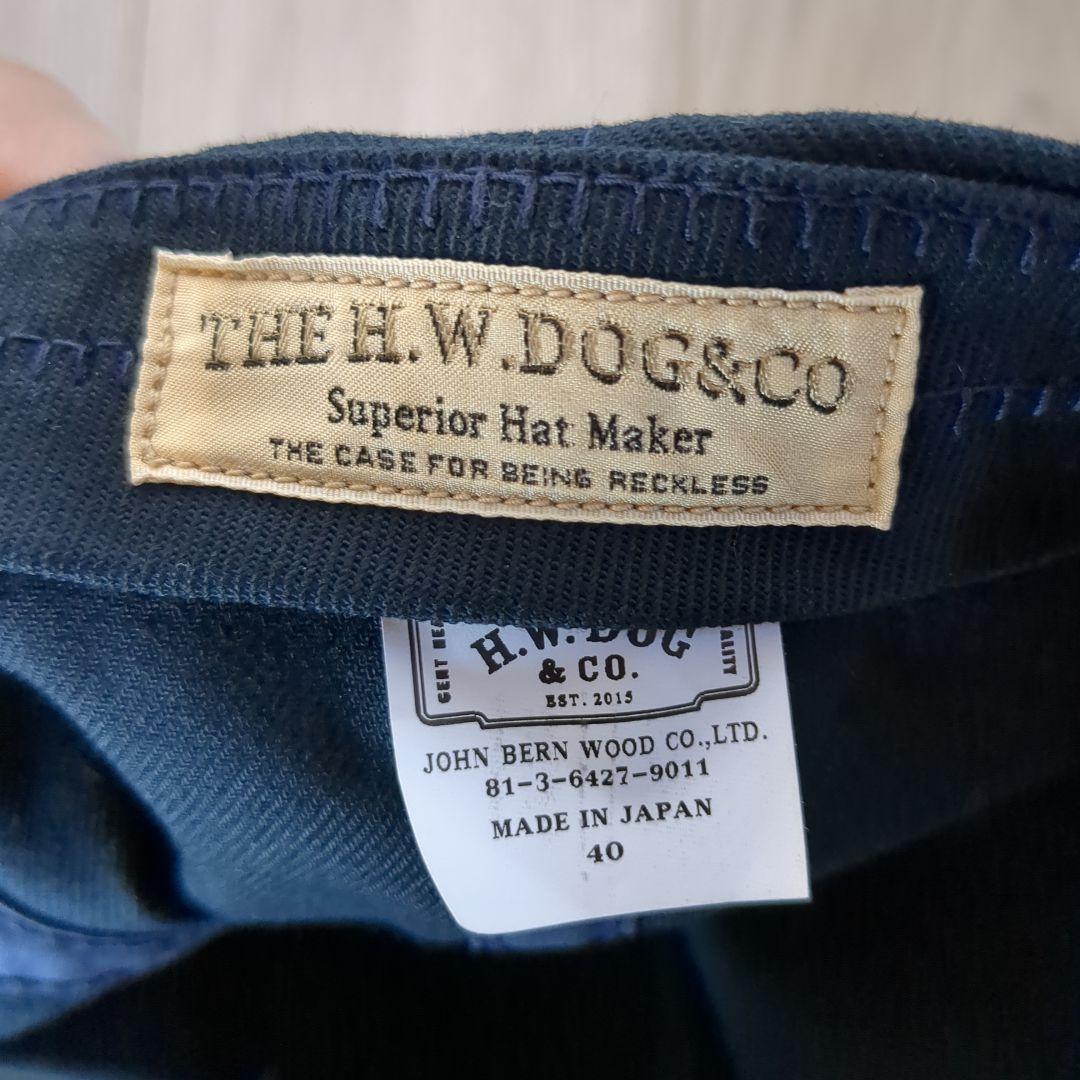 THE H.W.DOG&CO
Superior Hat Maker
THE CASE FOR BEING RECKLESS
H.W.DOG
& CO.
EST. 2015
GENT
JOHN BERN WOOD CO.,LTD.
81-3-6427-9011
MADE IN JAPAN
40